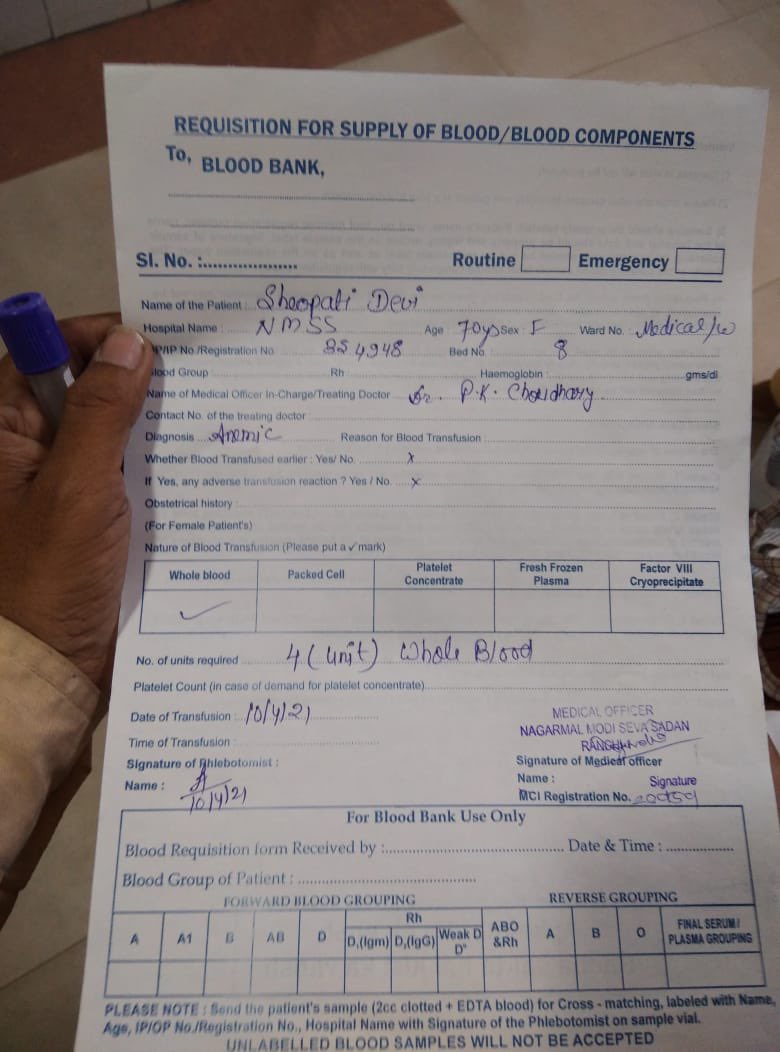 REQUISITION FOR SUPPLY OF BLOOD/BLOOD COMPONENTS
To,
BLOOD BANK,
Sl. No. :..................
Routine Emergency
Name of the Patient : Sheopati Devi
Hospital Name : NMSS Age 70ys Sex : F Ward No. : Medical/w
OP/IP No./Registration No. 354948 Bed No. 8
Blood Group : Rh : Haemoglobin : gms/dl
Name of Medical Officer In-Charge/Treating Doctor Dr. P.K. Choudhary
Contact No. of the treating doctor
Diagnosis Anemic Reason for Blood Transfusion
Whether Blood Transfused earlier : Yes/ No. x
If Yes, any adverse transfusion reaction ? Yes / No. x
Obstetrical history :
(For Female Patient's)
Nature of Blood Transfusion (Please put a ✓ mark)
Whole blood Packed Cell Platelet Concentrate Fresh Frozen Plasma Factor VIII Cryoprecipitate
✓
No. of units required 4 (Unit) Whole Blood
Platelet Count (in case of demand for platelet concentrate)
Date of Transfusion : 10/4/21
MEDICAL OFFICER
NAGARMAL MODI SEVA SADAN
RANCHI
Time of Transfusion :
Signature of Phlebotomist :
Signature of Medical officer
Name : 10/4/21
Name : Signature
MCI Registration No.
For Blood Bank Use Only
Blood Requisition form Received by :.................................... Date & Time : ..............
Blood Group of Patient : ....................................
FORWARD BLOOD GROUPING REVERSE GROUPING
A A1 B AB D Rh ABO &Rh A B O FINAL SERUM / PLASMA GROUPING
D,(Igm) D,(IgG) Weak D Dᵘ
PLEASE NOTE : Send the patient's sample (2cc clotted + EDTA blood) for Cross - matching, labeled with Name,
Age, IP/OP No./Registration No., Hospital Name with Signature of the Phlebotomist on sample vial.
UNLABELLED BLOOD SAMPLES WILL NOT BE ACCEPTED